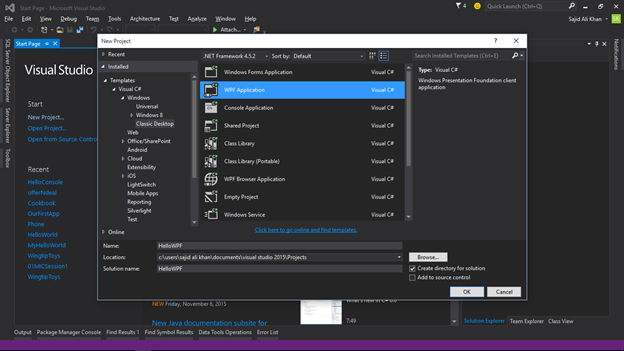 Start Page - Microsoft Visual Studio
4
Quick Launch (Ctrl+Q)
File Edit View Debug Team Tools Architecture Test Analyze Window Help
Sajid Ali Khan
SA
Attach...
Start Page
Notifications
SQL Server Object Explorer
Server Explorer
Toolbox
Visual Studio
Start
New Project...
Open Project...
Open from Source Control
Recent
HelloConsole
offertsdeal
Cookbook
OurFirstApp
Phone
HelloWorld
MyHelloWorld
WingtipToys
01MICSession1
WingtipToys
New Project
Recent
Installed
.NET Framework 4.5.2
Sort by: Default
Search Installed Templates (Ctrl+E)
Templates
Visual C#
Windows
Universal
Windows 8
Classic Desktop
Web
Office/SharePoint
Android
Cloud
Extensibility
iOS
LightSwitch
Mobile Apps
Reporting
Silverlight
Test
Online
Windows Forms Application Visual C#
WPF Application Visual C#
Console Application Visual C#
Shared Project Visual C#
Class Library Visual C#
Class Library (Portable) Visual C#
WPF Browser Application Visual C#
Empty Project Visual C#
Windows Service Visual C#
Type: Visual C#
Windows Presentation Foundation client
application
Click here to go online and find templates.
Name: HelloWPF
Location: c:\users\sajid ali khan\documents\visual studio 2015\Projects
Browse...
Solution name: HelloWPF
Create directory for solution
Add to source control
OK Cancel
NEW Friday, November 6, 2015
New Java documentation subsite for
What's new in C# 6.0
7:49
Solution Explorer Team Explorer Class View
Output Package Manager Console Find Results 1 Find Symbol Results Data Tools Operations Error List